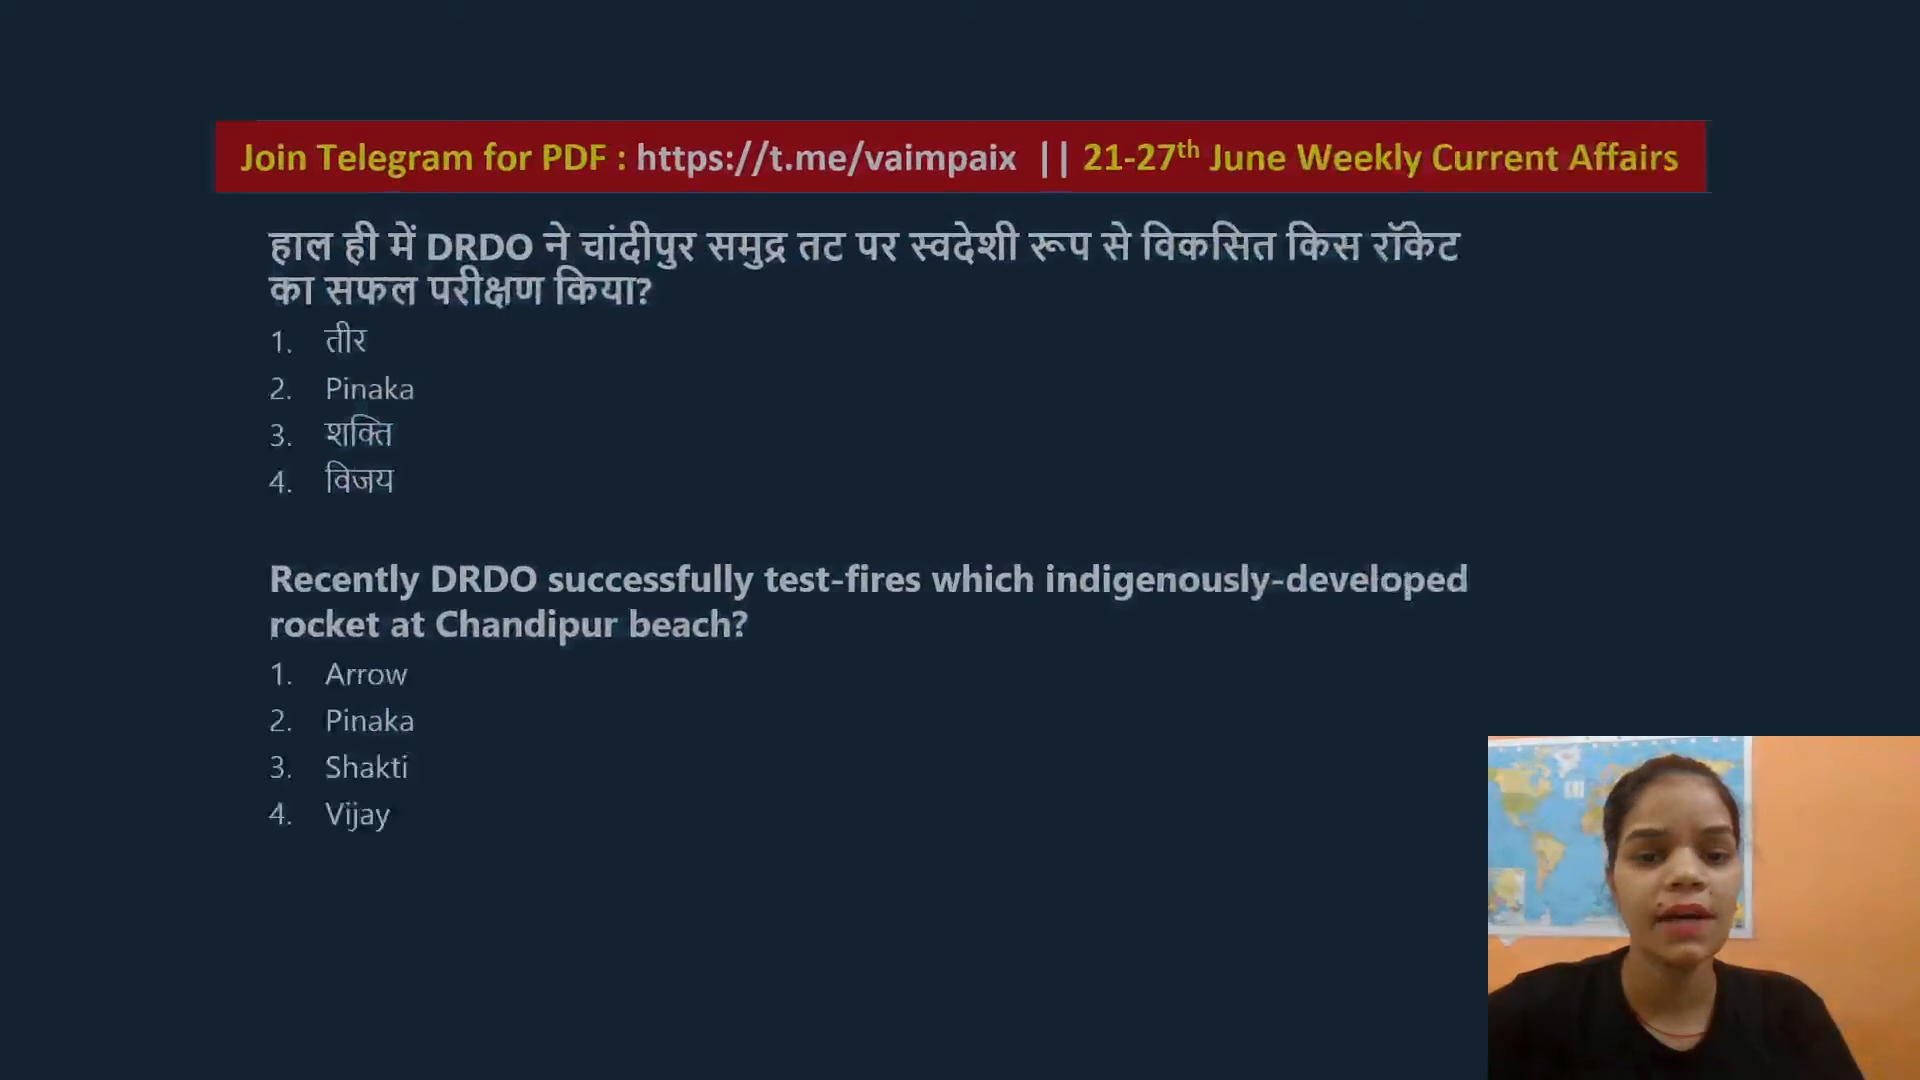 Join Telegram for PDF : https://t.me/vaimpaix || 21-27th June Weekly Current Affairs
हाल ही में DRDO ने चांदीपुर समुद्र तट पर स्वदेशी रूप से विकसित किस रॉकेट
का सफल परीक्षण किया?
1. तीर
2. Pinaka
3. शक्ति
4. विजय
Recently DRDO successfully test-fires which indigenously-developed
rocket at Chandipur beach?
1. Arrow
2. Pinaka
3. Shakti
4. Vijay